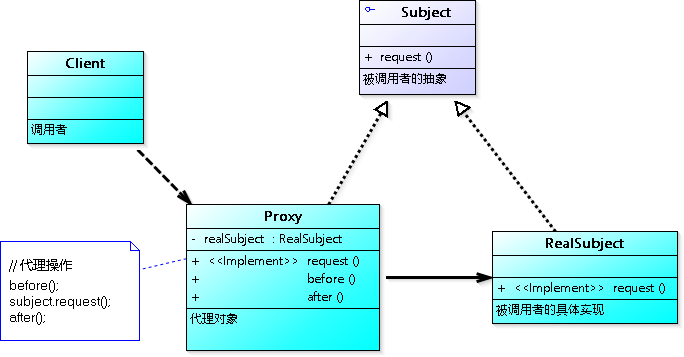 Subject
+ request ()
被调用者的抽象
Client
调用者
Proxy
- realSubject : RealSubject
+ <<Implement>> request ()
+ before ()
+ after ()
代理对象
// 代理操作
before();
subject.request();
after();
RealSubject
+ <<Implement>> request ()
被调用者的具体实现